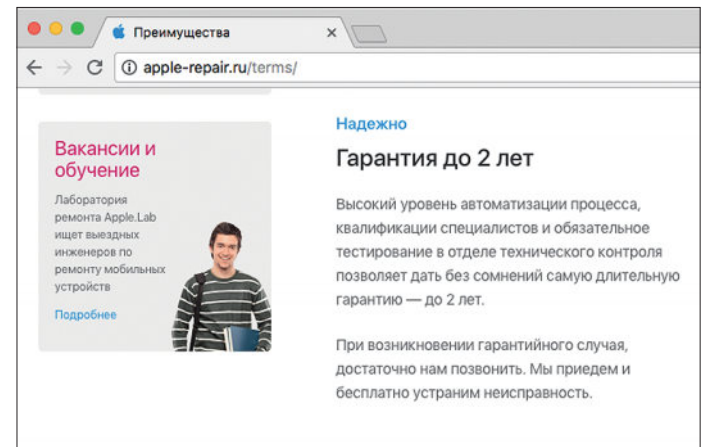 Преимущества
apple-repair.ru/terms/
Вакансии и
обучение
Лаборатория
ремонта Apple.Lab
ищет выездных
инженеров по
ремонту мобильных
устройств
Подробнее
Надежно
Гарантия до 2 лет
Высокий уровень автоматизации процесса,
квалификации специалистов и обязательное
тестирование в отделе технического контроля
позволяет дать без сомнений самую длительную
гарантию — до 2 лет.
При возникновении гарантийного случая,
достаточно нам позвонить. Мы приедем и
бесплатно устраним неисправность.